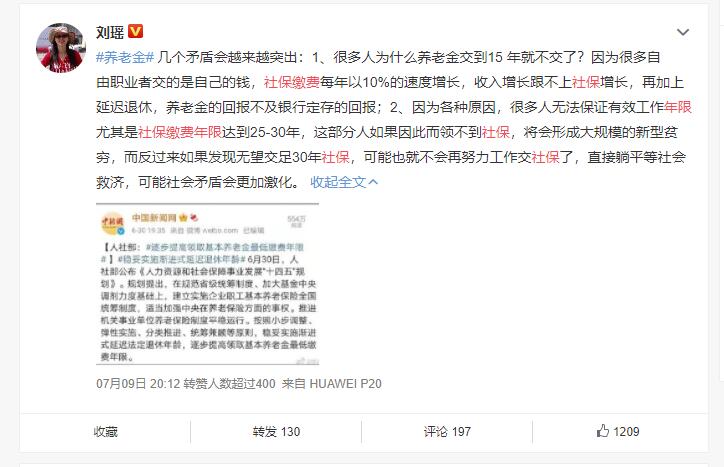 刘瑶
#养老金# 几个矛盾会越来越突出：1、很多人为什么养老金交到15 年就不交了？因为很多自
由职业者交的是自己的钱，社保缴费每年以10%的速度增长，收入增长跟不上社保增长，再加上
延迟退休，养老金的回报不及银行定存的回报；2、因为各种原因，很多人无法保证有效工作年限
尤其是社保缴费年限达到25-30年，这部分人如果因此而领不到社保，将会形成大规模的新型贫
穷，而反过来如果发现无望交足30年社保，可能也就不会再努力工作交社保了，直接躺平等社会
救济，可能社会矛盾会更加激化。 收起全文
中国新闻网
554万
阅读
6-30 19:35 来自 微博 weibo.com 已编辑
【人社部：#逐步提高领取基本养老金最低缴费年限
# 】#稳妥实施渐进式延迟退休年龄# 6月30日，人
社部公布《人力资源和社会保障事业发展“十四五”规
划》。规划提出，在规范省级统筹制度、加大基金中央
调剂力度基础上，建立实施企业职工基本养老保险全国
统筹制度，适当加强中央在养老保险方面的事权。推进
机关事业单位养老保险制度平稳运行。按照小步调整、
弹性实施、分类推进、统筹兼顾等原则，稳妥实施渐进
式延迟法定退休年龄，逐步提高领取基本养老金最低缴
费年限。
07月09日 20:12 转赞人数超过400 来自 HUAWEI P20
收藏
转发 130
评论 197
1209